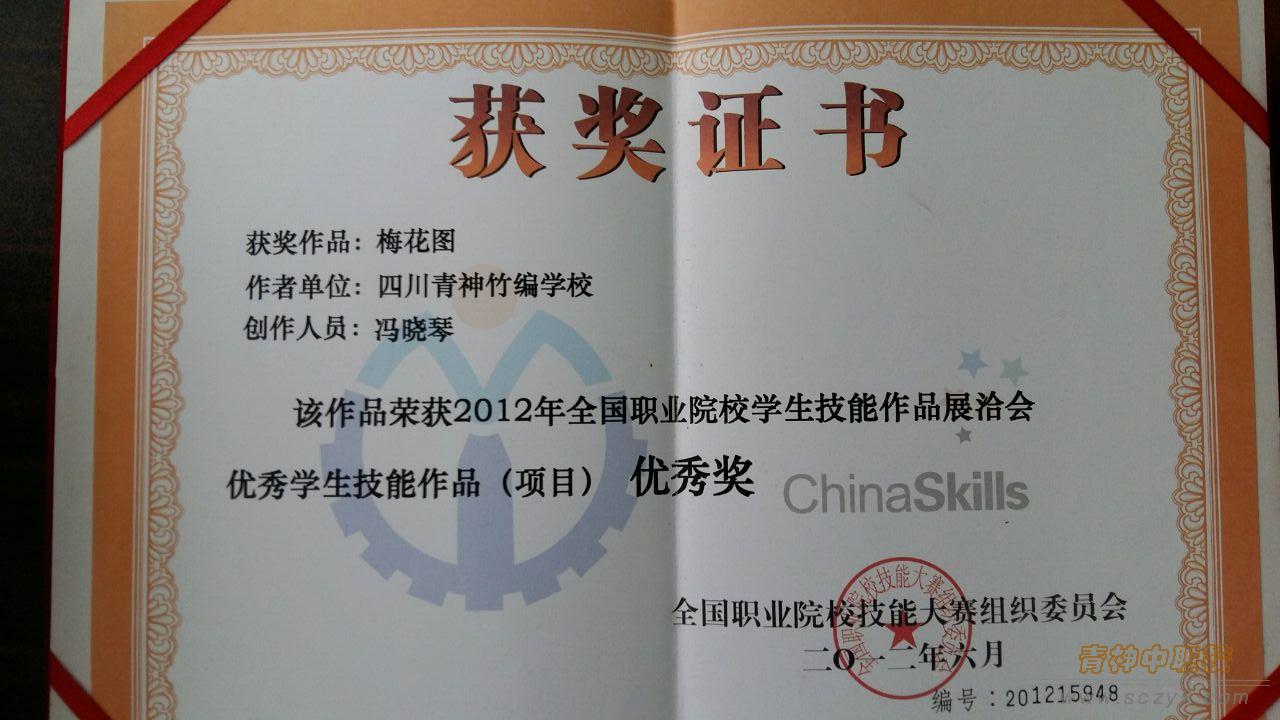 获奖证书
获奖作品：梅花图
作者单位：四川青神竹编学校
创作人员：冯晓琴
该作品荣获2012年全国职业院校学生技能作品展洽会
优秀学生技能作品（项目） 优秀奖
ChinaSkills
全国职业院校技能大赛组织委员会
二〇一二年六月
编号：201215948
青神中职校